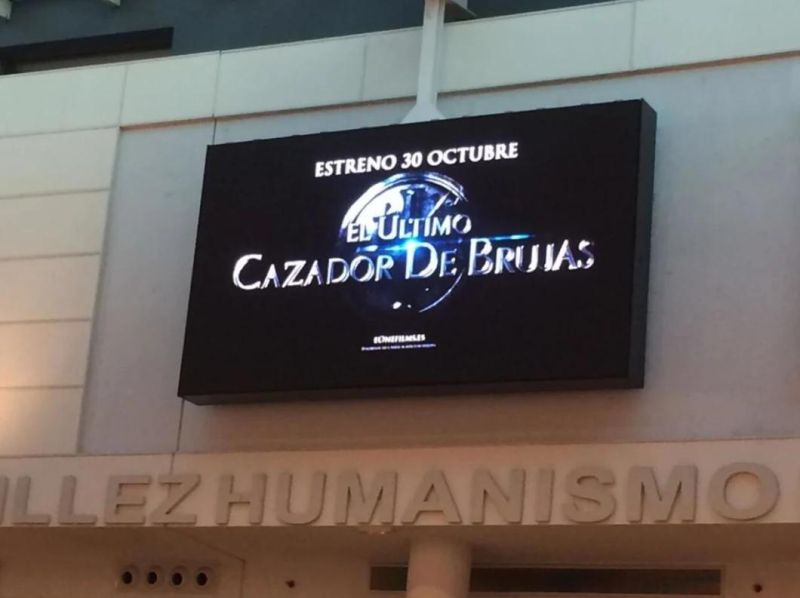 ESTRENO 30 OCTUBRE
EL ÚLTIMO
CAZADOR DE BRUJAS
EONEFILMS.ES
LLEZ HUMANISMO